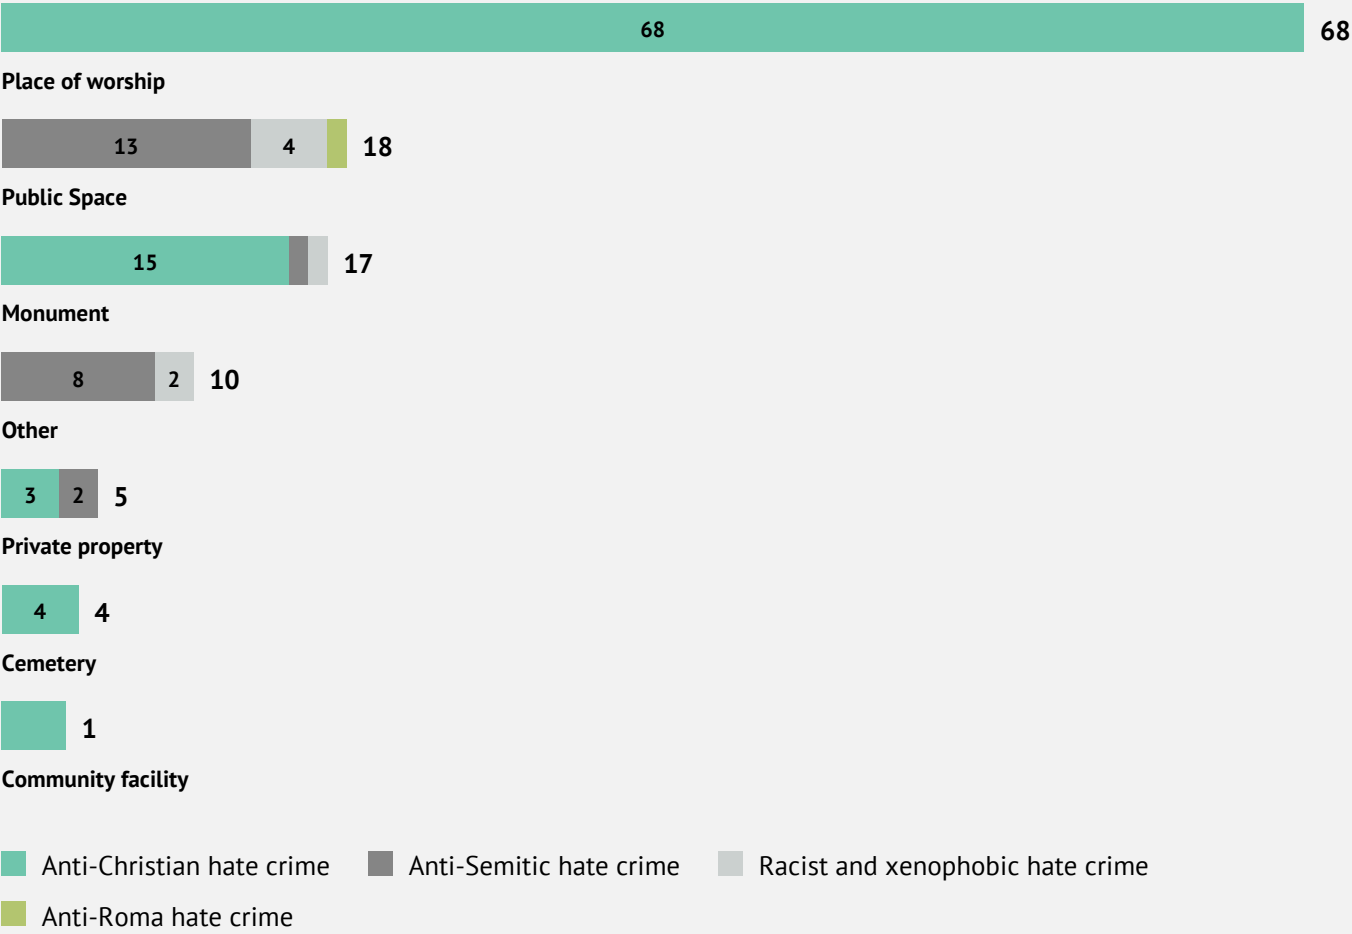 68 68
Place of worship
13 4 18
Public Space
15 17
Monument
8 2 10
Other
3 2 5
Private property
4 4
Cemetery
1
Community facility
Anti-Christian hate crime Anti-Semitic hate crime Racist and xenophobic hate crime
Anti-Roma hate crime